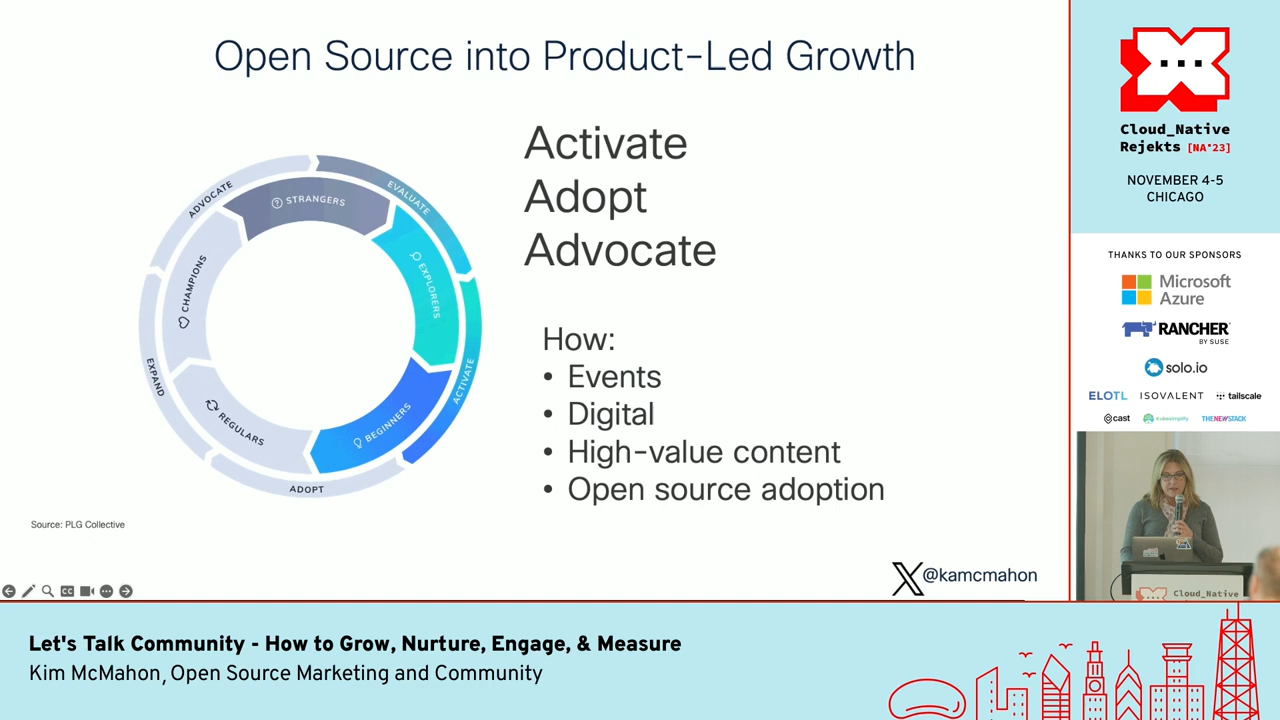 Open Source into Product-Led Growth
Activate
Adopt
Advocate
How:
• Events
• Digital
• High-value content
• Open source adoption
ADVOCATE
EVALUATE
STRANGERS
EXPLORERS
CHAMPIONS
ACTIVATE
EXPAND
BEGINNERS
REGULARS
ADOPT
Source: PLG Collective
CC
@kamcmahon
Cloud_Native
Rejekts [NA'23]
NOVEMBER 4-5
CHICAGO
THANKS TO OUR SPONSORS
Microsoft
Azure
RANCHER
BY SUSE
solo.io
ELOTL ISOVALENT tailscale
cast kubesimplify THENEWSTACK
Cloud_Native
Let's Talk Community - How to Grow, Nurture, Engage, & Measure
Kim McMahon, Open Source Marketing and Community